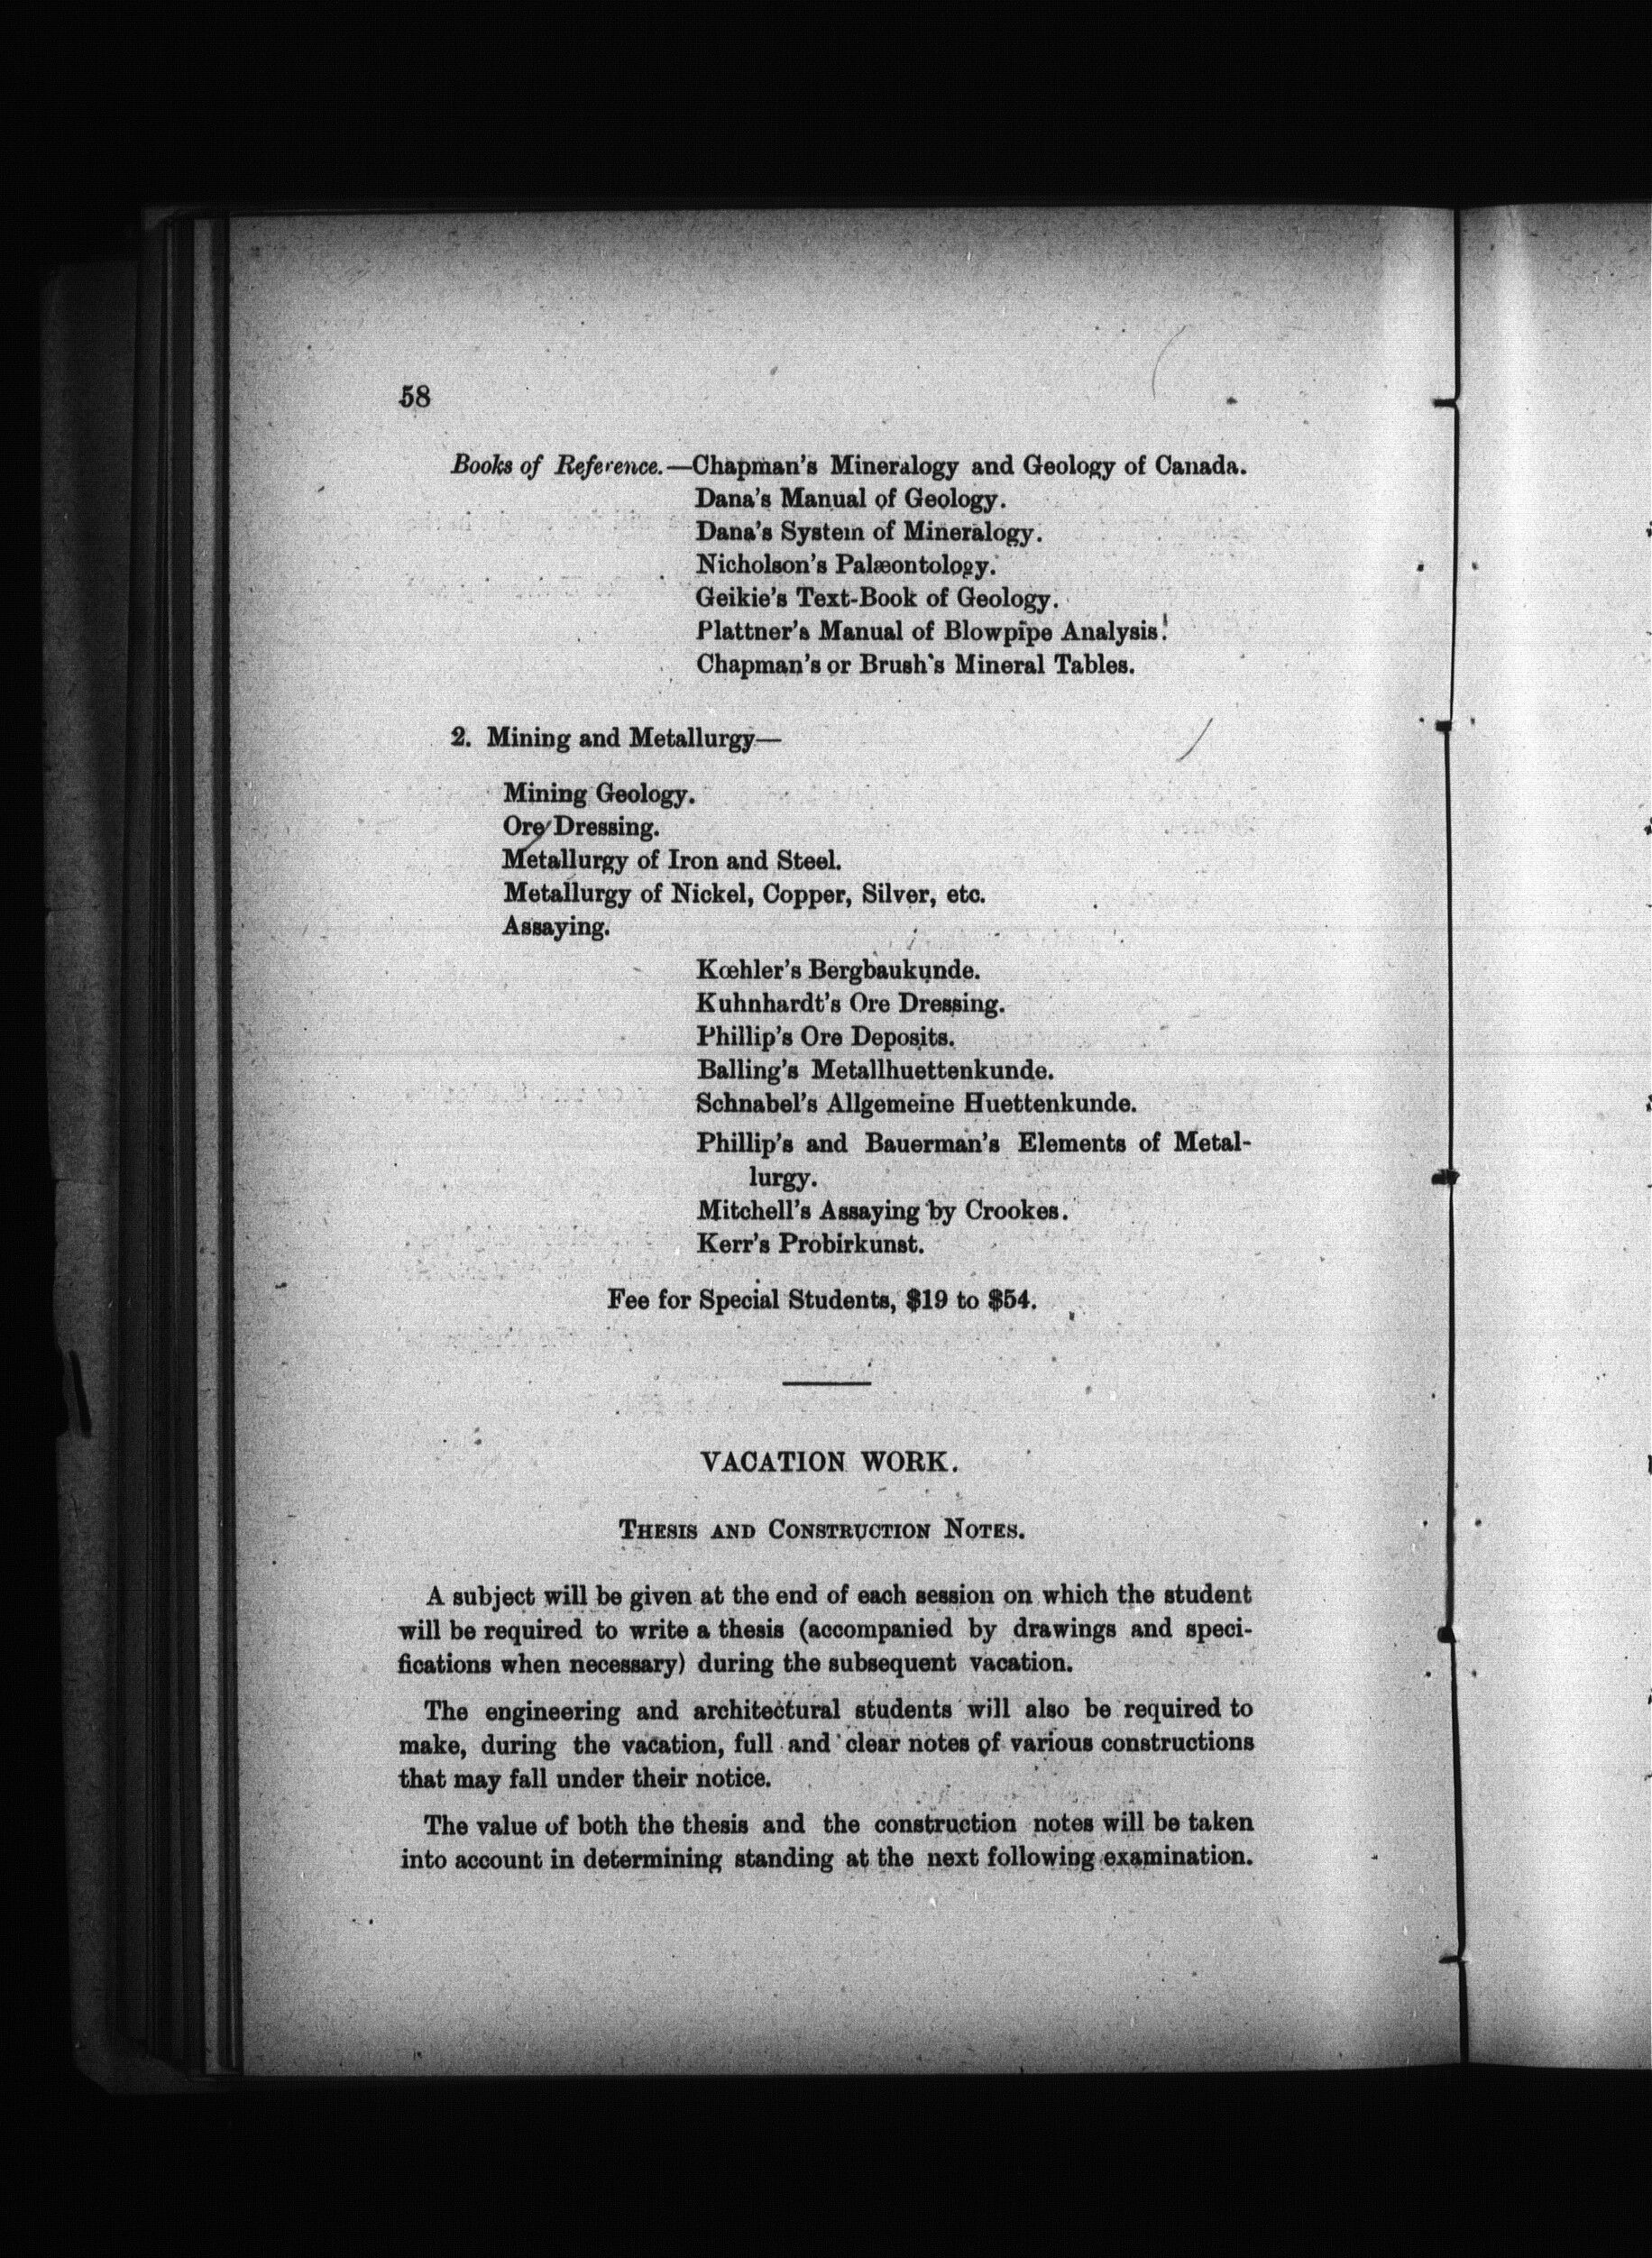 58
Books of Reference.—Chapman's Mineralogy and Geology of Canada.
Dana's Manual of Geology.
Dana's System of Mineralogy.
Nicholson's Palæontology.
Geikie's Text-Book of Geology.
Plattner's Manual of Blowpipe Analysis.
Chapman's or Brush's Mineral Tables.
2. Mining and Metallurgy—
Mining Geology.
Ore Dressing.
Metallurgy of Iron and Steel.
Metallurgy of Nickel, Copper, Silver, etc.
Assaying.
Kœhler's Bergbaukunde.
Kuhnhardt's Ore Dressing.
Phillip's Ore Deposits.
Balling's Metallhuettenkunde.
Schnabel's Allgemeine Huettenkunde.
Phillip's and Bauerman's Elements of Metal-
lurgy.
Mitchell's Assaying by Crookes.
Kerr's Probirkunst.
Fee for Special Students, $19 to $54.
VACATION WORK.
THESIS AND CONSTRUCTION NOTES.
A subject will be given at the end of each session on which the student
will be required to write a thesis (accompanied by drawings and speci-
fications when necessary) during the subsequent vacation.
The engineering and architectural students will also be required to
make, during the vacation, full and clear notes of various constructions
that may fall under their notice.
The value of both the thesis and the construction notes will be taken
into account in determining standing at the next following examination.